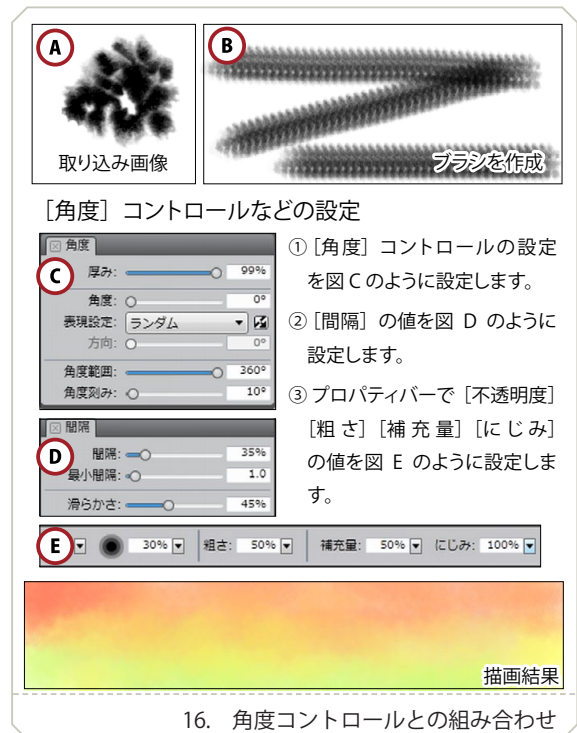 A
B
取り込み画像
ブラシを作成
［角度］コントロールなどの設定
角度
C
厚み: 99%
角度: 0°
表現設定: ランダム
方向: 0°
角度範囲: 360°
角度刻み: 10°
間隔
D
間隔: 35%
最小間隔: 1.0
滑らかさ: 45%
①［角度］コントロールの設定
を図 C のように設定します。
②［間隔］の値を図 D のように
設定します。
③ プロパティバーで［不透明度］
［粗さ］［補充量］［にじみ］
の値を図 E のように設定しま
す。
E 30% 粗さ: 50% 補充量: 50% にじみ: 100%
描画結果
16. 角度コントロールとの組み合わせ